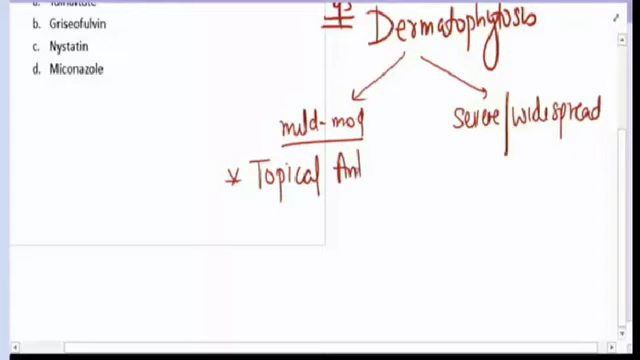 b. Griseofulvin
c. Nystatin
d. Miconazole
Dermatophytosis
mild-mod
severe/widespread
* Topical Ant